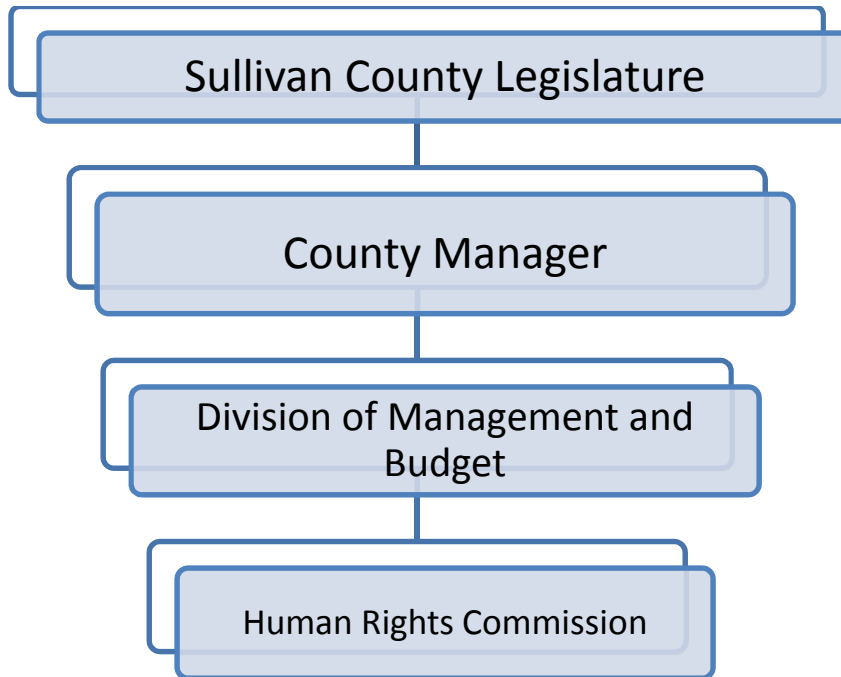 Sullivan County Legislature
County Manager
Division of Management and
Budget
Human Rights Commission